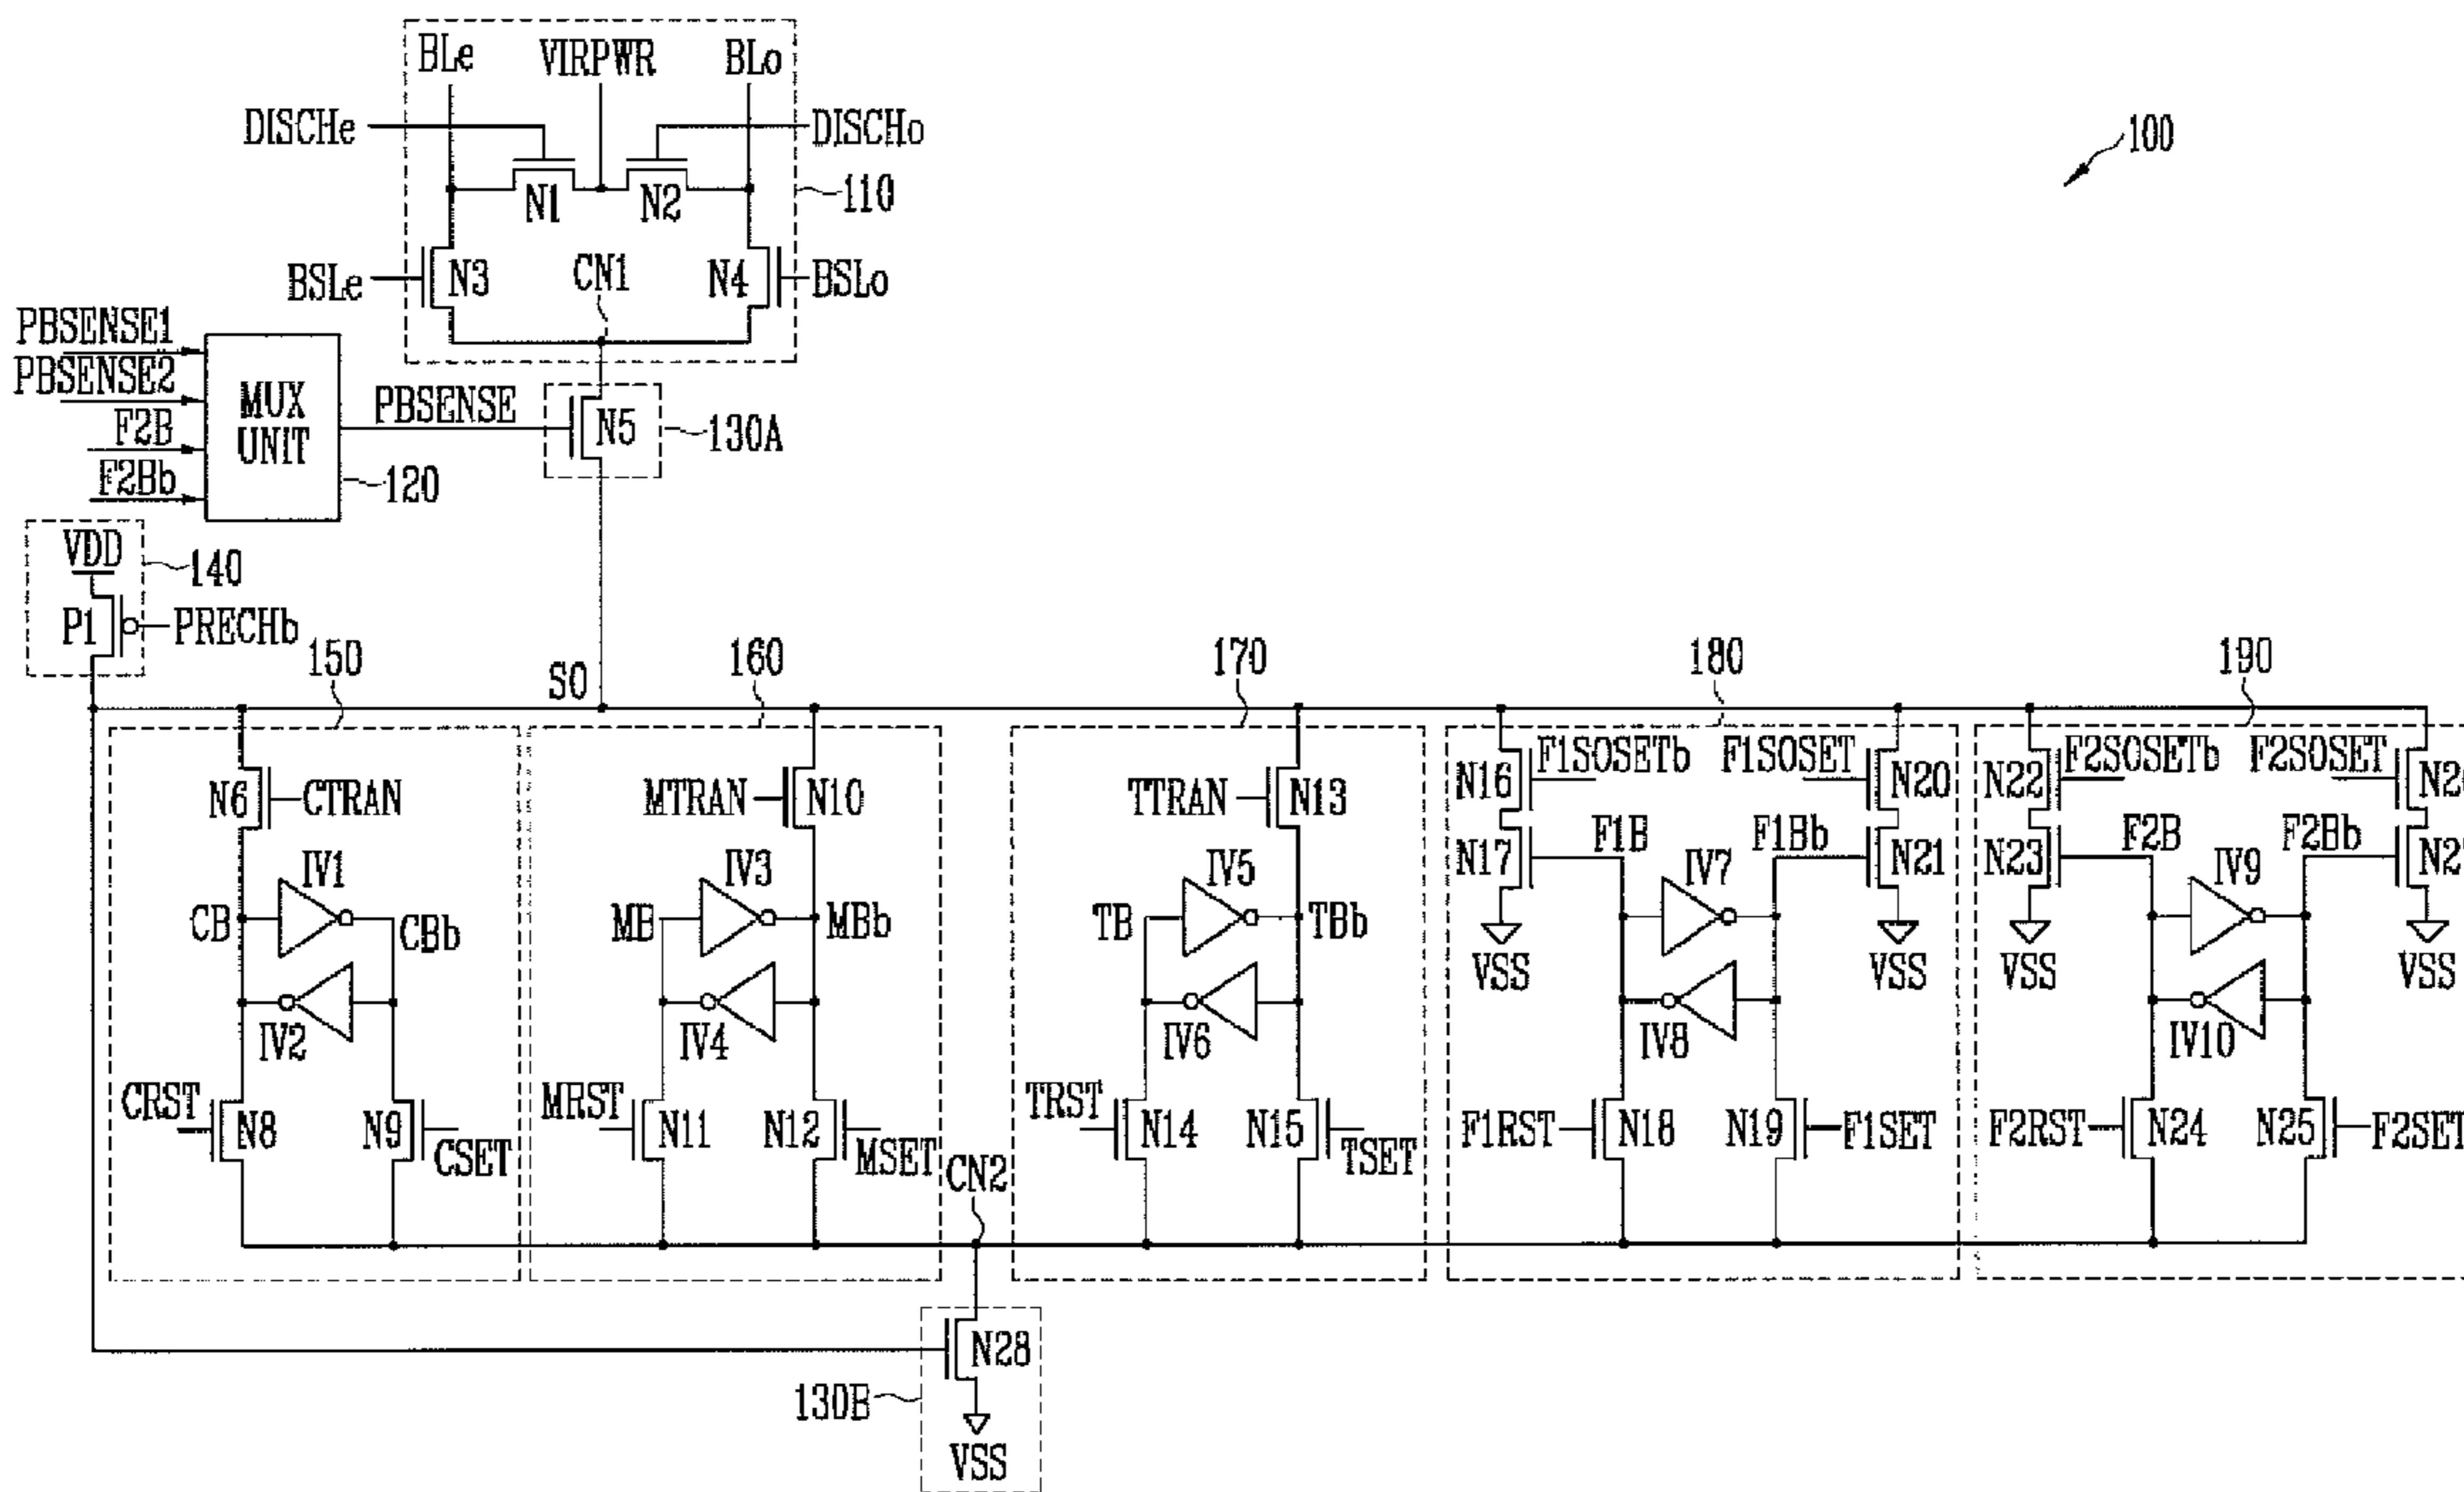 BLe VIRPWR BLo
DISCHe DISCHo
100
N1 N2
110
BSLe N3 CN1 N4 BSLo
PBSENSE1
PBSENSE2
F2B
F2Bb
MUX
UNIT
120
PBSENSE
N5
130A
VDD
140
P1
PRECHb
150 SO 160 170 180 190
N6 CTRAN MTRAN N10 TTRAN N13
N16 F1SOSETb F1SOSET N20
N22 F2SOSETb F2SOSET
N17 F1B F1Bb N21
N23 F2B F2Bb
IV1 IV3 IV5 IV7 IV9
CB CBb MB MBb TB TBb
VSS VSS VSS VSS
IV2 IV4 IV6 IV8 IV10
CRST N8 N9 CSET
MRST N11 N12 MSET
TRST N14 N15 TSET
F1RST N18 N19 F1SET
F2RST N24 N25 F2SET
CN2
N28
130B
VSS